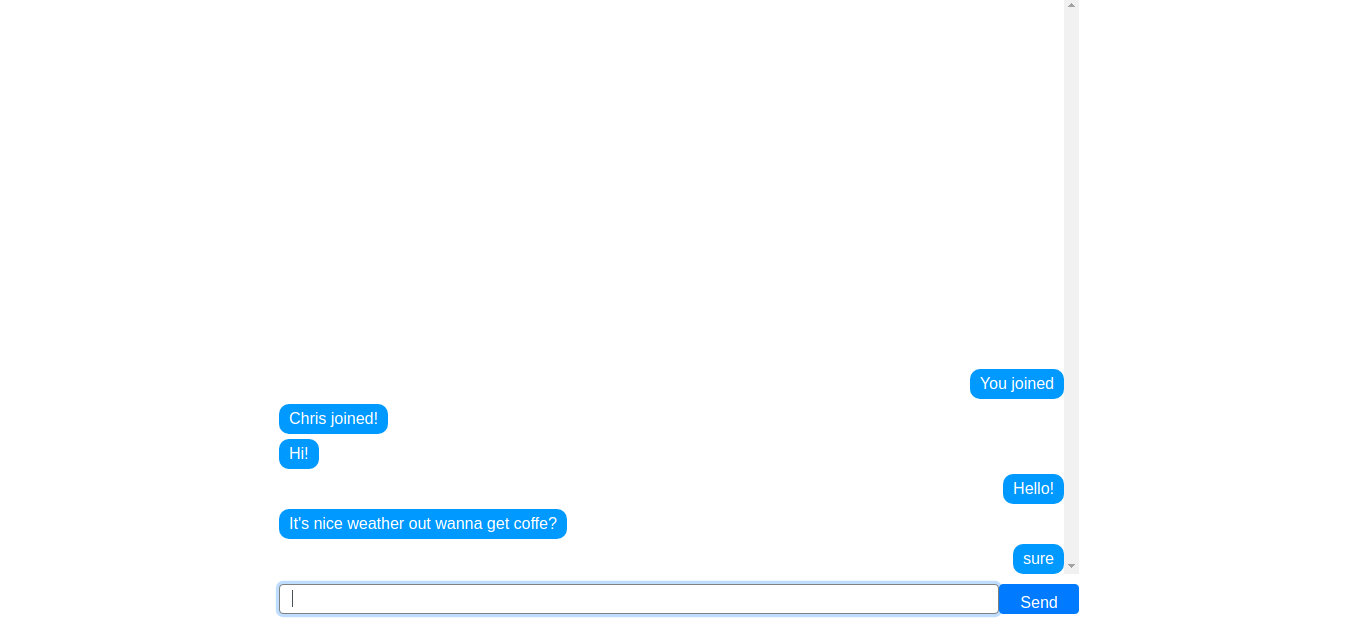 You joined
Chris joined!
Hi!
Hello!
It's nice weather out wanna get coffe?
sure
Send